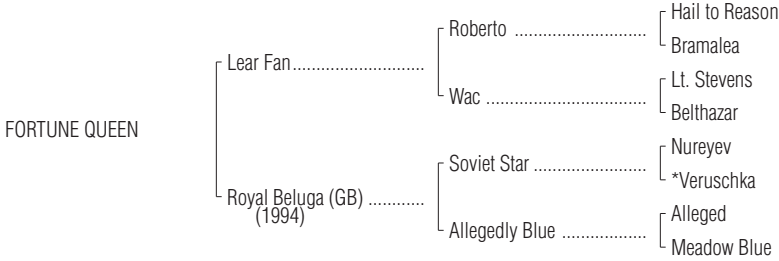 Hail to Reason
Roberto ............................
Bramalea
Lear Fan............................
Lt. Stevens
Wac ..................................
Belthazar
FORTUNE QUEEN
Nureyev
Soviet Star ........................
*Veruschka
Royal Beluga (GB) ............
(1994)
Alleged
Allegedly Blue ..................
Meadow Blue